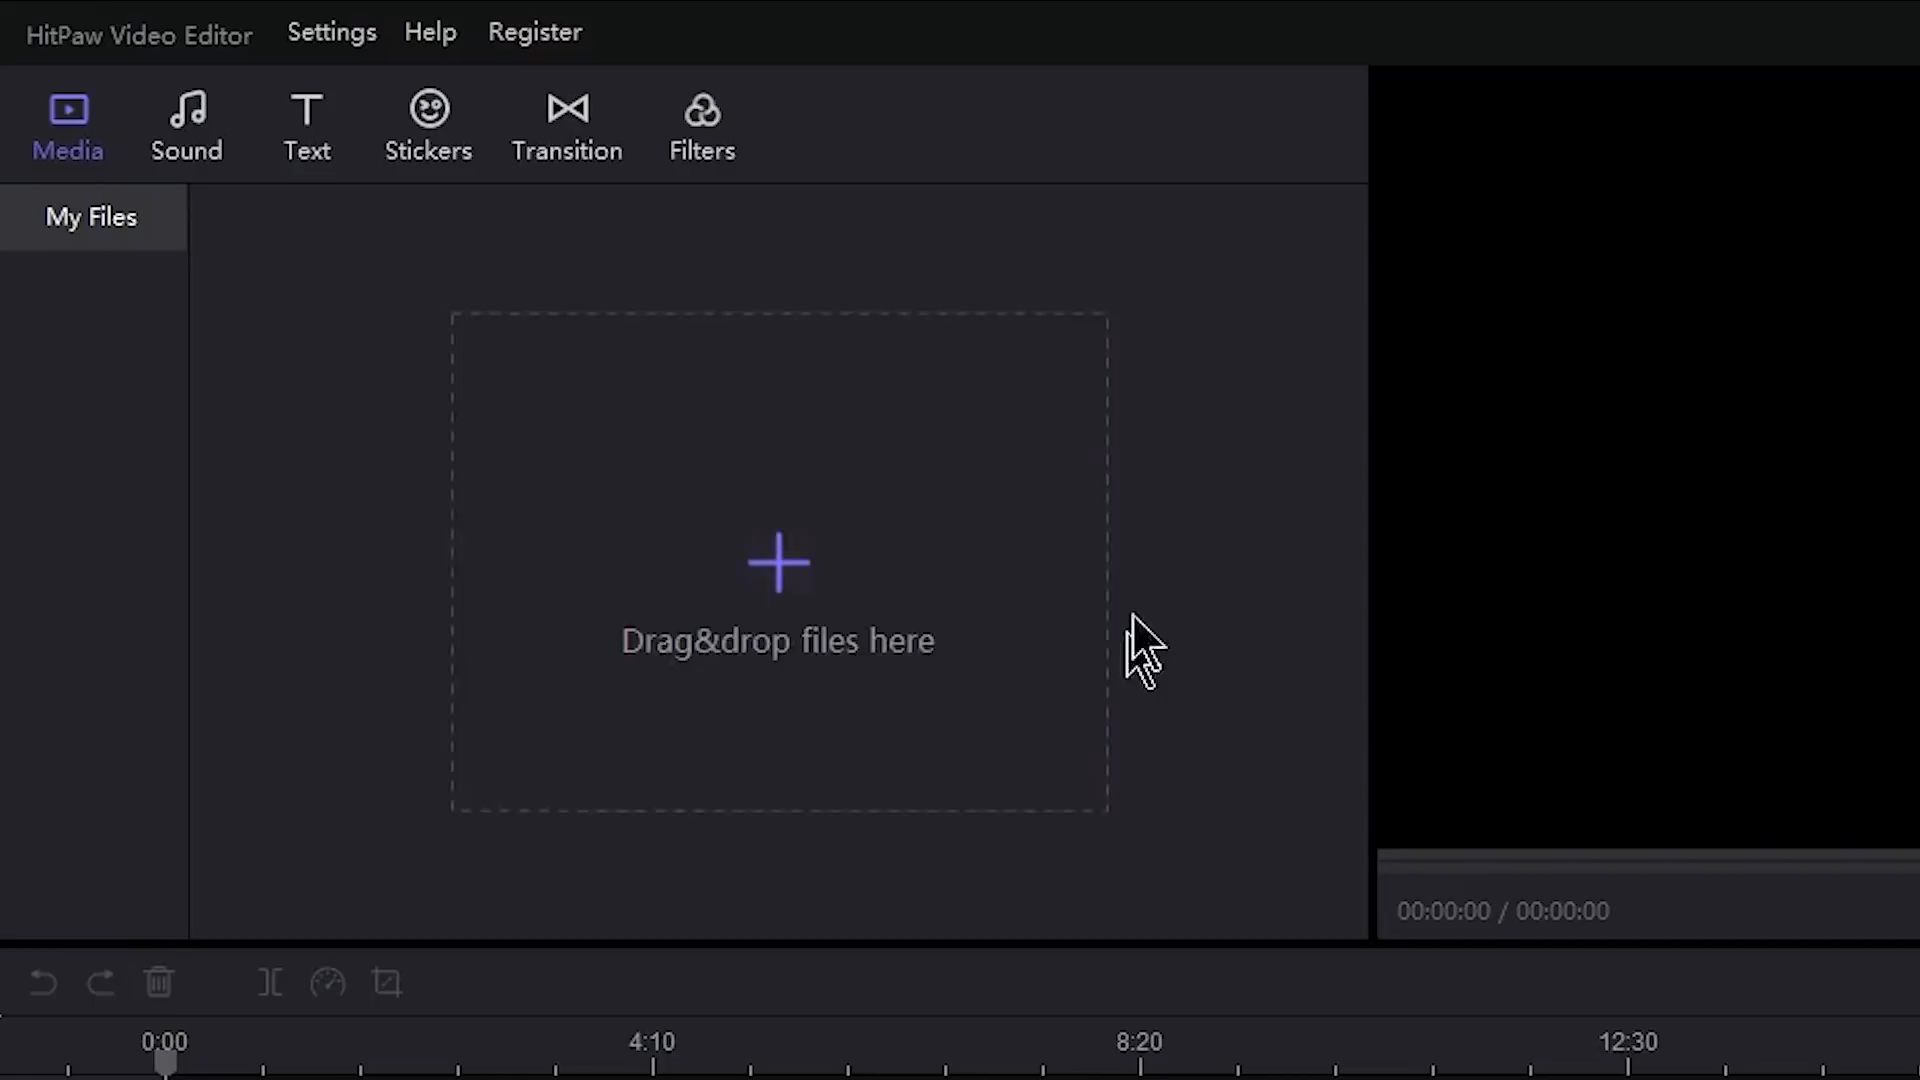 HitPaw Video Editor Settings Help Register
Media Sound Text Stickers Transition Filters
My Files
Drag&drop files here
00:00:00 / 00:00:00
0:00 4:10 8:20 12:30